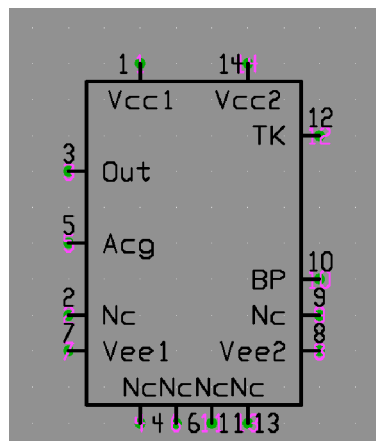 1 14
Vcc1 Vcc2
12
TK
3
Out
5
Acg
10
BP
2 9
Nc Nc
7 8
Vee1 Vee2
NcNcNcNc
4 6 11 13